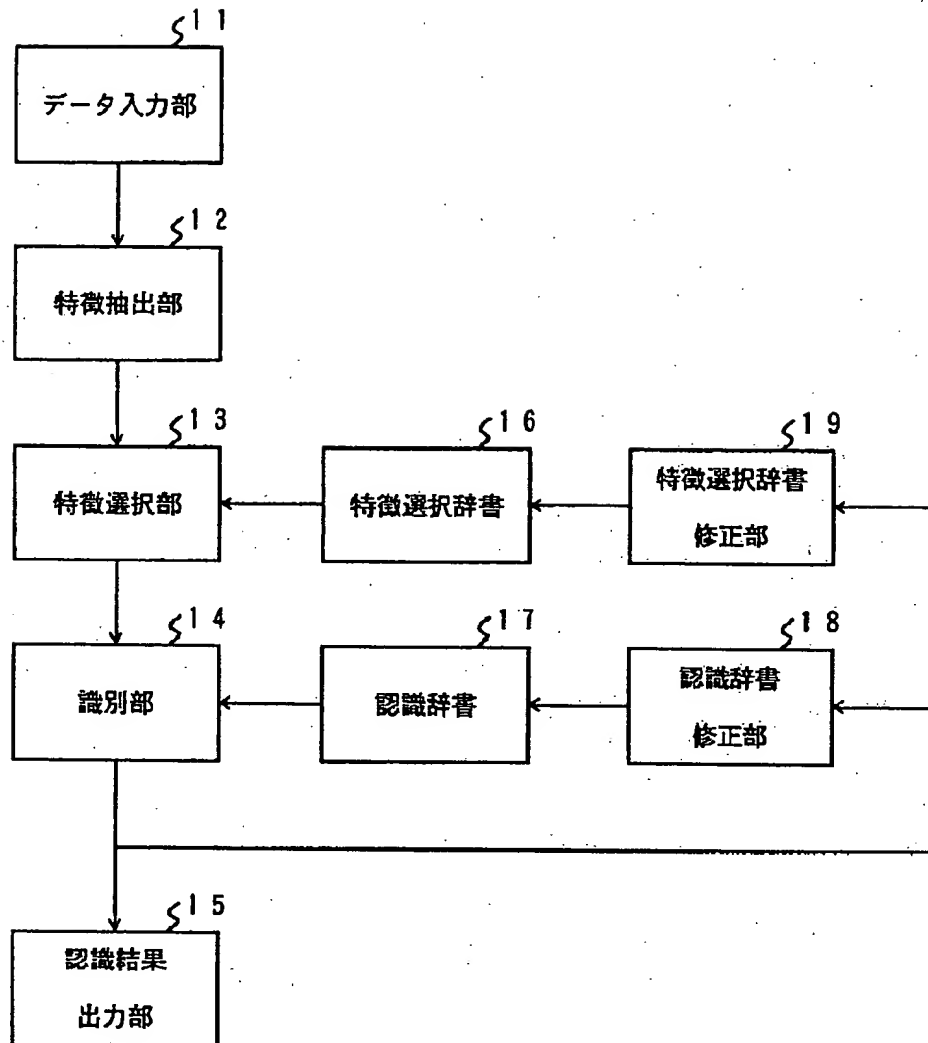 11
データ入力部
12
特徴抽出部
13
特徴選択部
16
特徴選択辞書
19
特徴選択辞書
修正部
14
識別部
17
認識辞書
18
認識辞書
修正部
15
認識結果
出力部